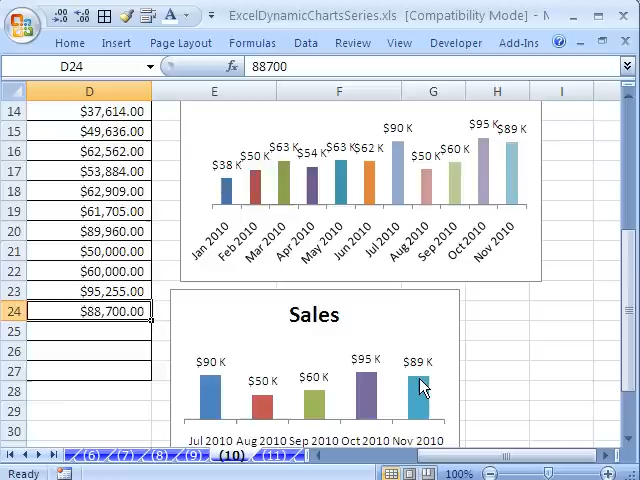 ExcelDynamicChartsSeries.xls [Compatibility Mode] - M
Home Insert Page Layout Formulas Data Review View Developer Add-Ins
D24 fx 88700
D E F G H I
14 $37,614.00
15 $49,636.00
16 $62,562.00
17 $53,884.00
18 $62,909.00
19 $61,705.00
20 $89,960.00
21 $50,000.00
22 $60,000.00
23 $95,255.00
24 $88,700.00
25
26
27
28
29
30
$38 K $50 K $63 K $54 K $63 K $62 K $90 K $50 K $60 K $95 K $89 K
Jan 2010 Feb 2010 Mar 2010 Apr 2010 May 2010 Jun 2010 Jul 2010 Aug 2010 Sep 2010 Oct 2010 Nov 2010
Sales
$90 K $50 K $60 K $95 K $89 K
Jul 2010 Aug 2010 Sep 2010 Oct 2010 Nov 2010
(6) (7) (8) (9) (10) (11)
Ready 100%